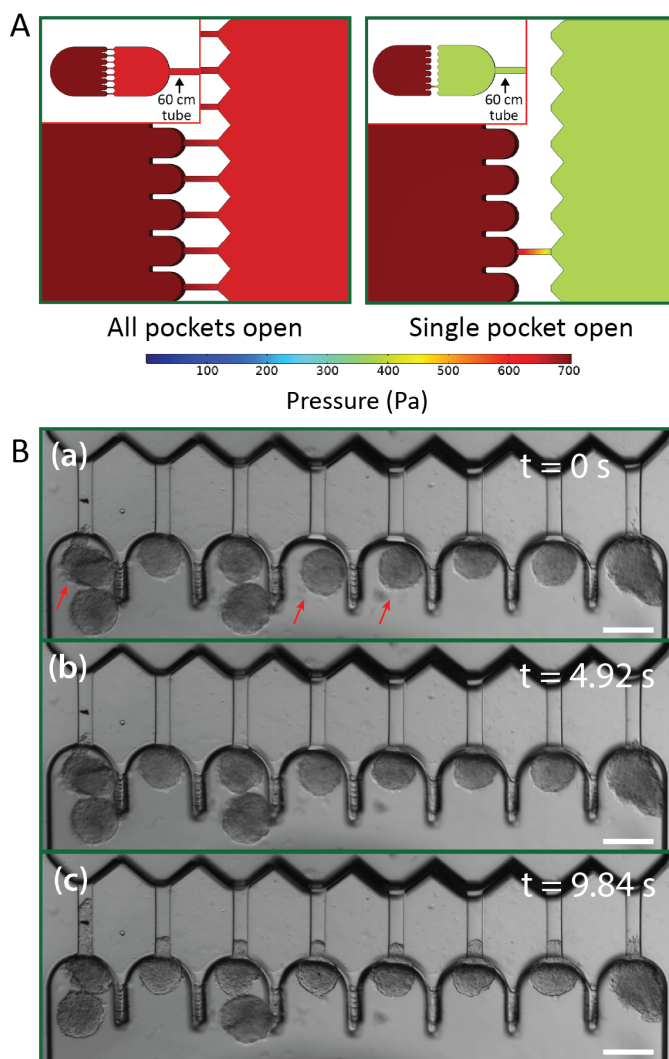 A
60 cm
tube
60 cm
tube
All pockets open
Single pocket open
100 200 300 400 500 600 700
Pressure (Pa)
B
(a)
t = 0 s
(b)
t = 4.92 s
(c)
t = 9.84 s